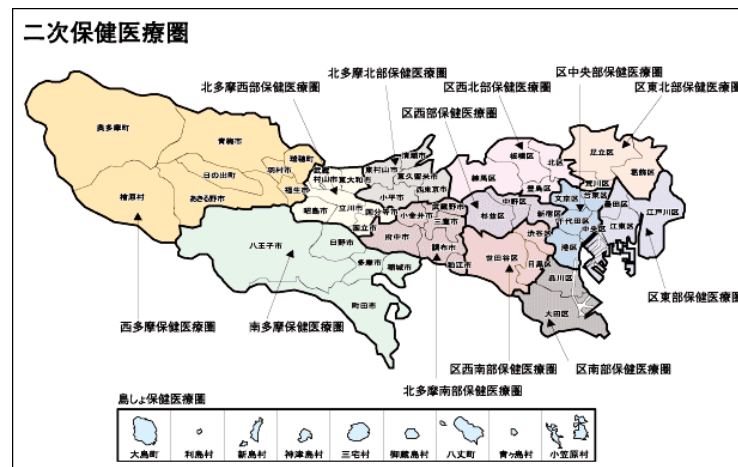 二次保健医療圏
北多摩西部保健医療圏
北多摩北部保健医療圏
区西部保健医療圏
区西北部保健医療圏
区中央部保健医療圏
区東北部保健医療圏
奥多摩町
青梅市
瑞穂町
羽村市
日の出町
福生市
あきる野市
檜原村
武蔵村山市
東大和市
昭島市
立川市
国分寺市
国立市
清瀬市
東村山市
東久留米市
小平市
西東京市
武蔵野市
小金井市
三鷹市
府中市
調布市
狛江市
八王子市
日野市
多摩市
稲城市
町田市
練馬区
板橋区
北区
豊島区
杉並区
中野区
新宿区
足立区
葛飾区
荒川区
文京区
台東区
千代田区
中央区
港区
墨田区
江東区
江戸川区
渋谷区
世田谷区
目黒区
品川区
大田区
西多摩保健医療圏
南多摩保健医療圏
北多摩南部保健医療圏
区西南部保健医療圏
区南部保健医療圏
区東部保健医療圏
島しょ保健医療圏
大島町
利島村
新島村
神津島村
三宅村
御蔵島村
八丈町
青ヶ島村
小笠原村